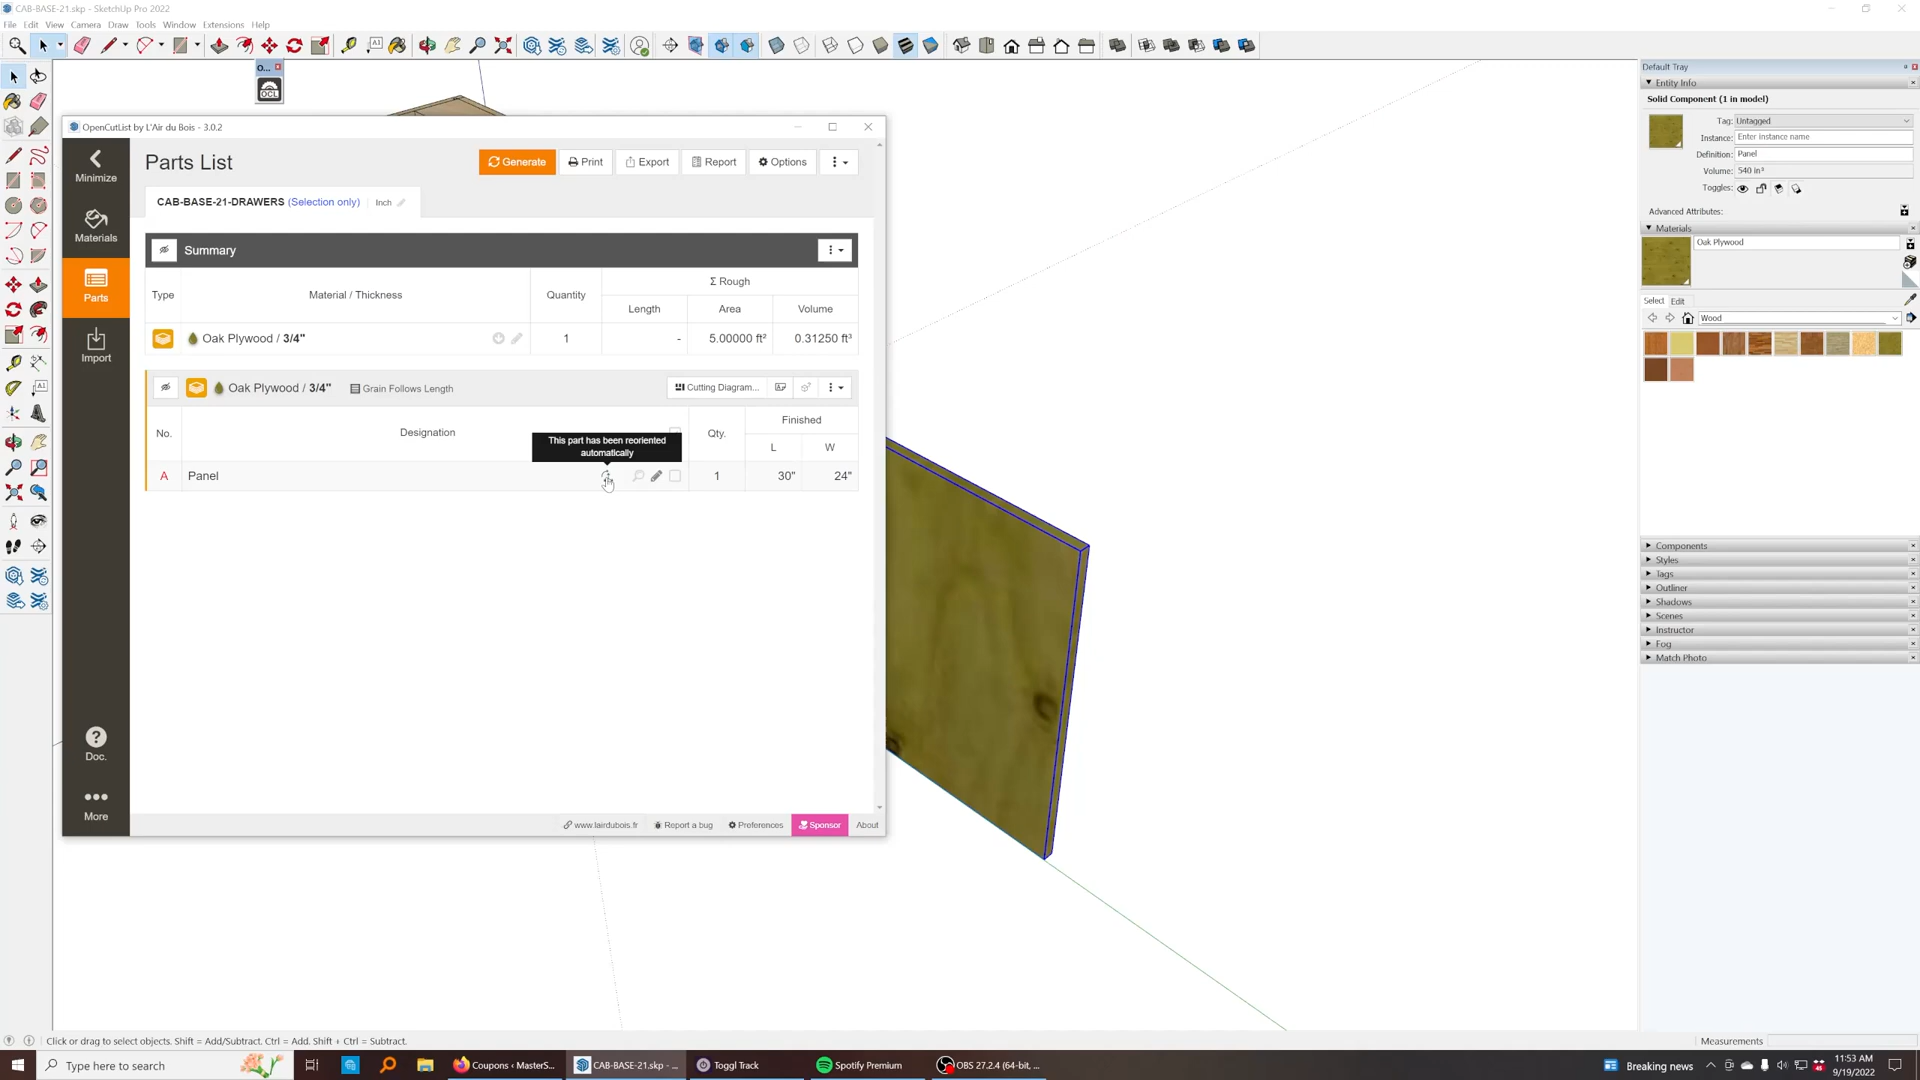 CAB-BASE-21.skp - SketchUp Pro 2022
File Edit View Camera Draw Tools Window Extensions Help
O...
OCL
OpenCutList by L'Air du Bois - 3.0.2
Minimize
Materials
Parts
Import
Doc.
More
Parts List
Generate Print Export Report Options
CAB-BASE-21-DRAWERS (Selection only) Inch
Summary
Type Material / Thickness Quantity Σ Rough
Length Area Volume
Oak Plywood / 3/4" 1 - 5.00000 ft² 0.31250 ft³
Oak Plywood / 3/4" Grain Follows Length Cutting Diagram...
No. Designation Qty. Finished
L W
This part has been reoriented
automatically
A Panel 1 30" 24"
www.lairdubois.fr Report a bug Preferences Sponsor About
Default Tray
Entity Info
Solid Component (1 in model)
Tag: Untagged
Instance: Enter instance name
Definition: Panel
Volume: 540 in³
Toggles:
Advanced Attributes:
Materials
Oak Plywood
Select Edit
Wood
Components
Styles
Tags
Outliner
Shadows
Scenes
Instructor
Fog
Match Photo
Click or drag to select objects. Shift = Add/Subtract. Ctrl = Add. Shift + Ctrl = Subtract.
Measurements
Type here to search
Coupons ‹ MasterS...
CAB-BASE-21.skp - ...
Toggl Track
Spotify Premium
OBS 27.2.4 (64-bit, ...
Breaking news
11:53 AM
9/19/2022